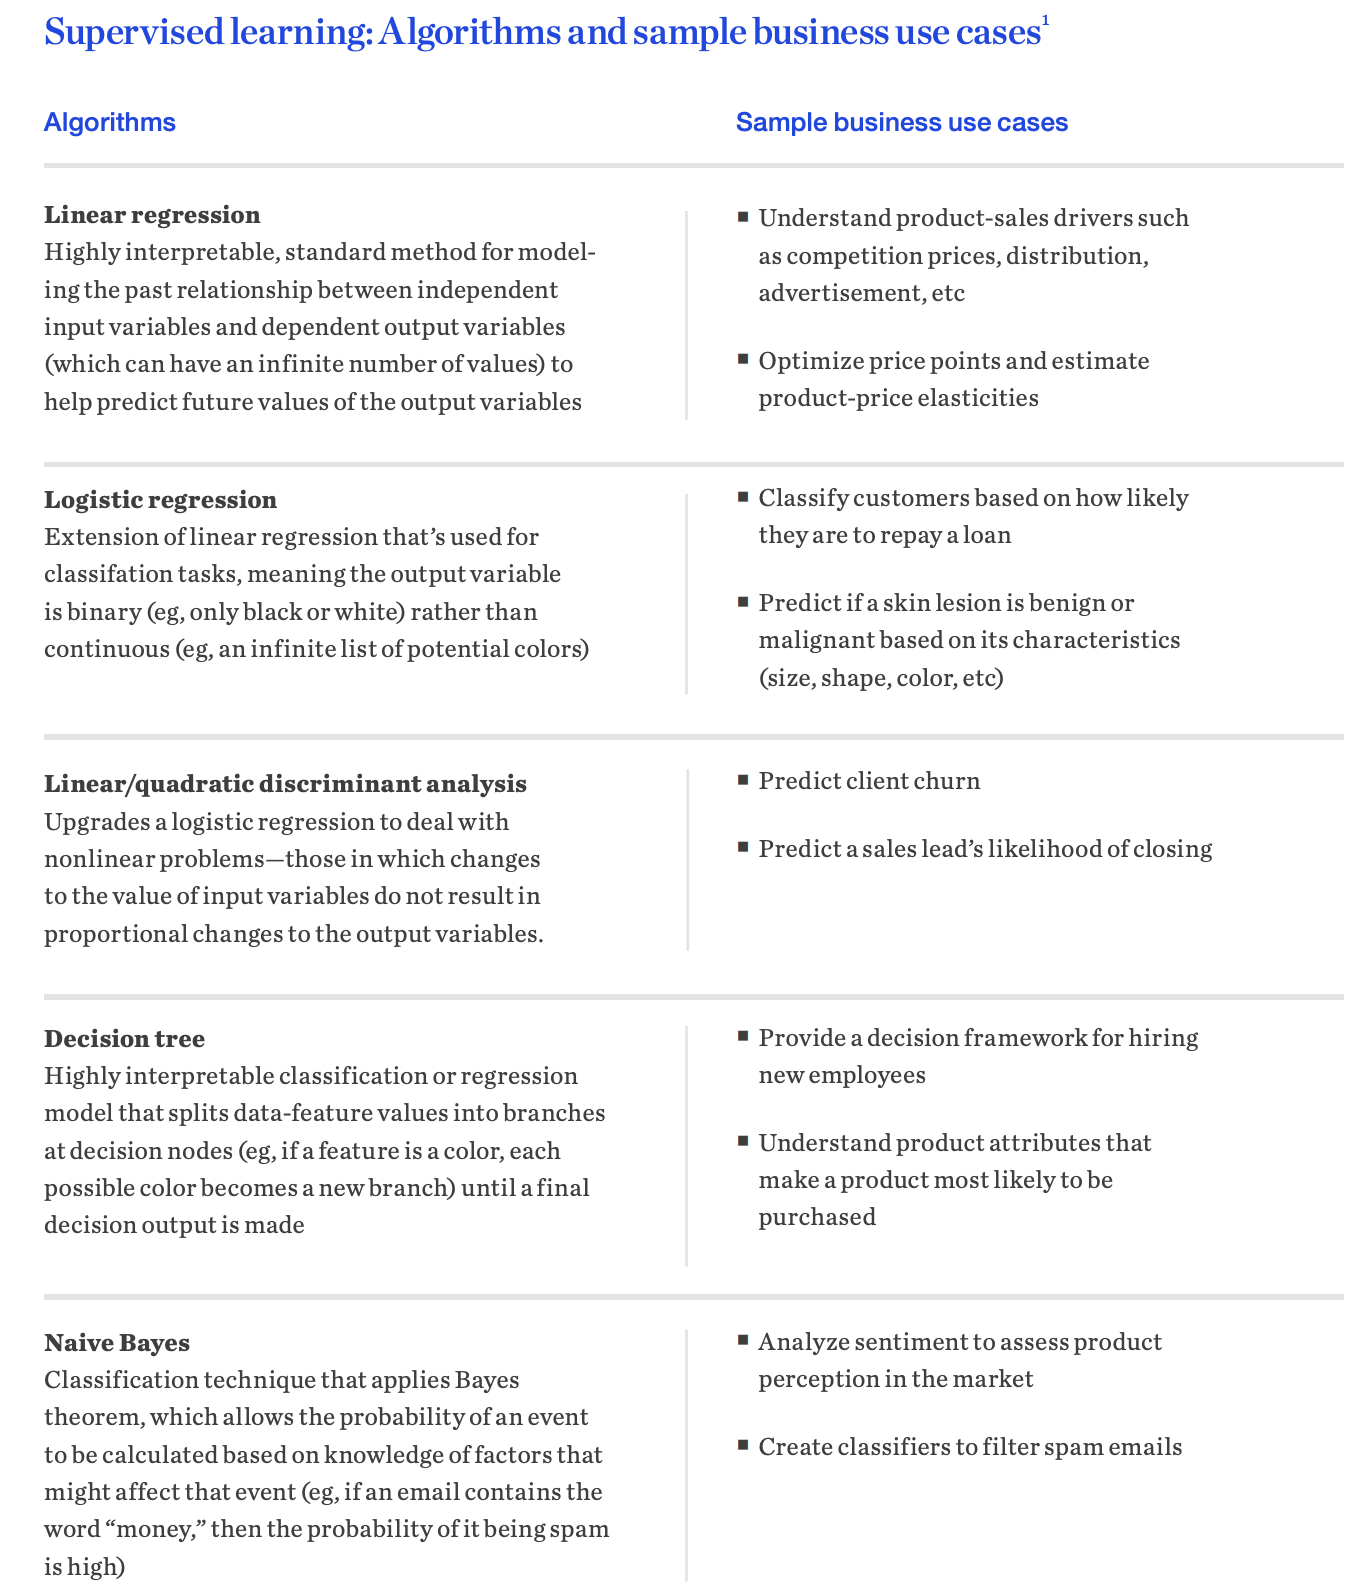 Supervised learning: Algorithms and sample business use cases¹
Algorithms
Sample business use cases
Linear regression
Highly interpretable, standard method for model-
ing the past relationship between independent
input variables and dependent output variables
(which can have an infinite number of values) to
help predict future values of the output variables
▪ Understand product-sales drivers such
as competition prices, distribution,
advertisement, etc
▪ Optimize price points and estimate
product-price elasticities
Logistic regression
Extension of linear regression that’s used for
classifation tasks, meaning the output variable
is binary (eg, only black or white) rather than
continuous (eg, an infinite list of potential colors)
▪ Classify customers based on how likely
they are to repay a loan
▪ Predict if a skin lesion is benign or
malignant based on its characteristics
(size, shape, color, etc)
Linear/quadratic discriminant analysis
Upgrades a logistic regression to deal with
nonlinear problems—those in which changes
to the value of input variables do not result in
proportional changes to the output variables.
▪ Predict client churn
▪ Predict a sales lead’s likelihood of closing
Decision tree
Highly interpretable classification or regression
model that splits data-feature values into branches
at decision nodes (eg, if a feature is a color, each
possible color becomes a new branch) until a final
decision output is made
▪ Provide a decision framework for hiring
new employees
▪ Understand product attributes that
make a product most likely to be
purchased
Naive Bayes
Classification technique that applies Bayes
theorem, which allows the probability of an event
to be calculated based on knowledge of factors that
might affect that event (eg, if an email contains the
word “money,” then the probability of it being spam
is high)
▪ Analyze sentiment to assess product
perception in the market
▪ Create classifiers to filter spam emails